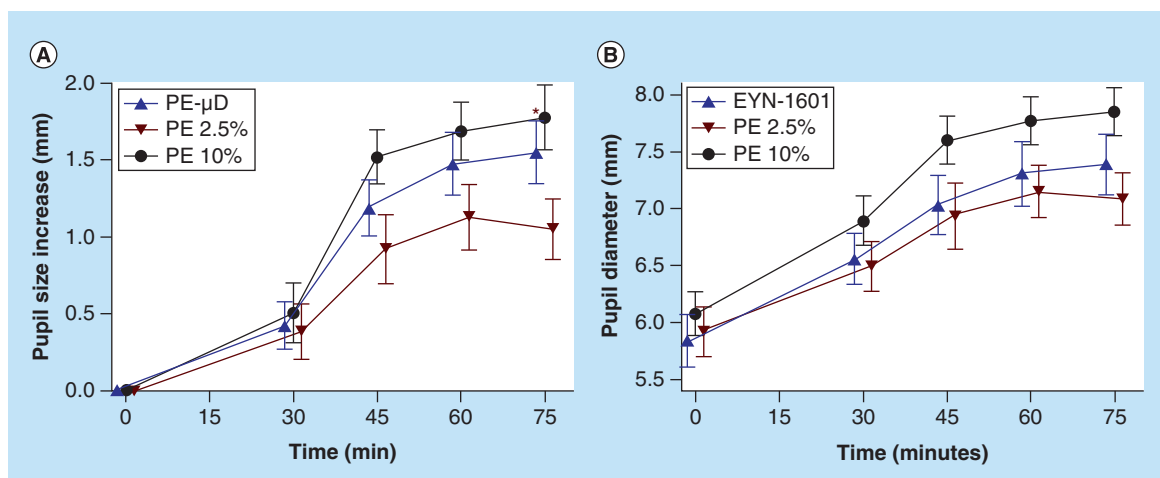 A
Pupil size increase (mm)
2.0
1.5
1.0
0.5
0.0
PE-µD
PE 2.5%
PE 10%
*
0 15 30 45 60 75
Time (min)
B
Pupil diameter (mm)
8.0
7.5
7.0
6.5
6.0
5.5
EYN-1601
PE 2.5%
PE 10%
0 15 30 45 60 75
Time (minutes)